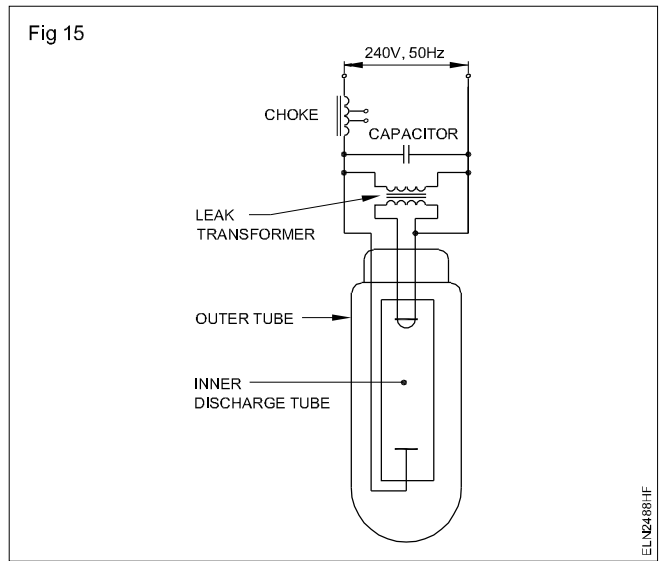 Fig 15
240V, 50Hz
CHOKE
CAPACITOR
LEAK
TRANSFORMER
OUTER TUBE
INNER
DISCHARGE TUBE
ELN2488HF